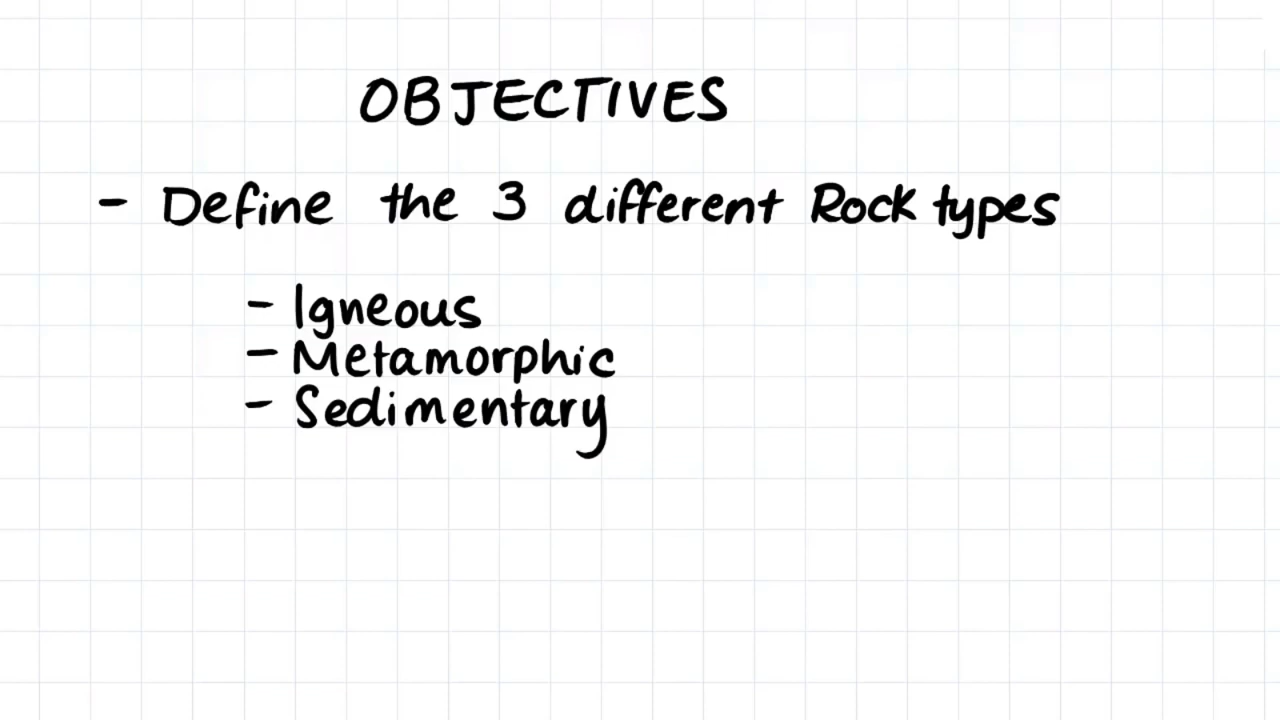 OBJECTIVES
- Define the 3 different Rock types
- Igneous
- Metamorphic
- Sedimentary